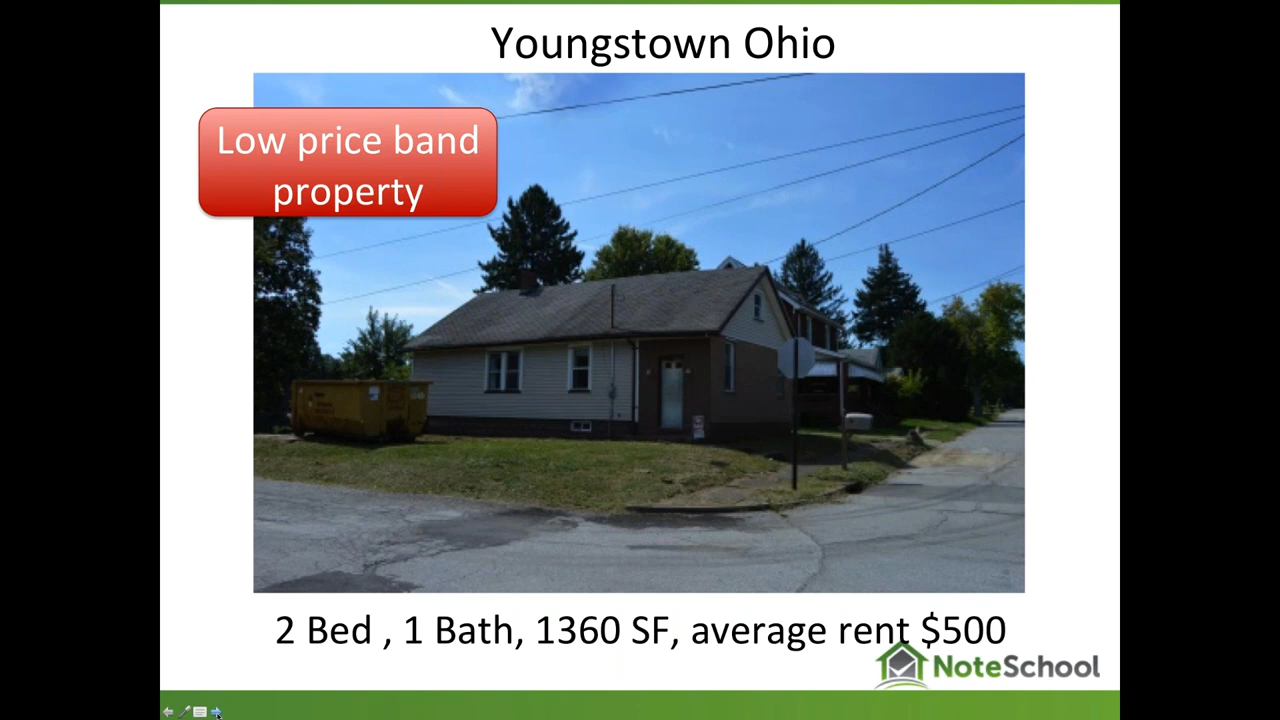 Youngstown Ohio
Low price band
property
2 Bed , 1 Bath, 1360 SF, average rent $500
NoteSchool